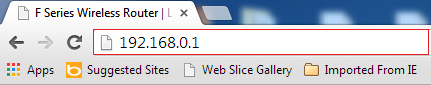 F Series Wireless Router | L
192.168.0.1
Apps Suggested Sites Web Slice Gallery Imported From IE